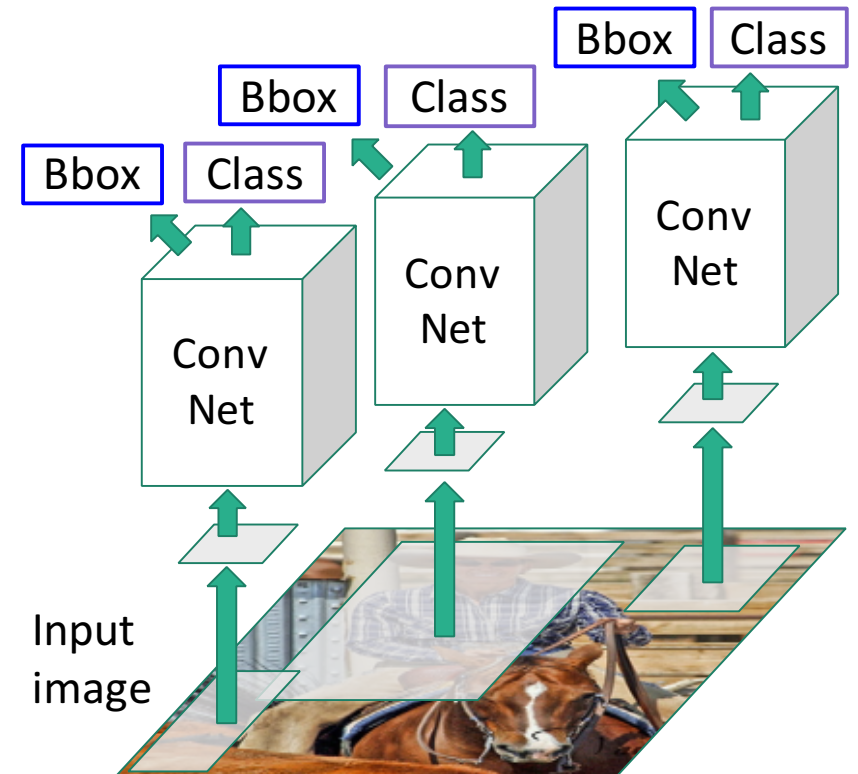 Bbox Class
Bbox Class
Bbox Class
Conv
Net
Conv
Net
Conv
Net
Input
image